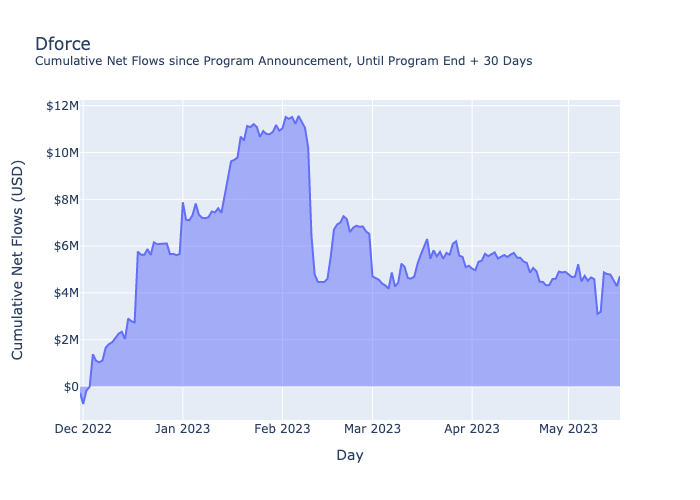 Dforce
Cumulative Net Flows since Program Announcement, Until Program End + 30 Days
Cumulative Net Flows (USD)
$12M
$10M
$8M
$6M
$4M
$2M
$0
Dec 2022
Jan 2023
Feb 2023
Mar 2023
Apr 2023
May 2023
Day